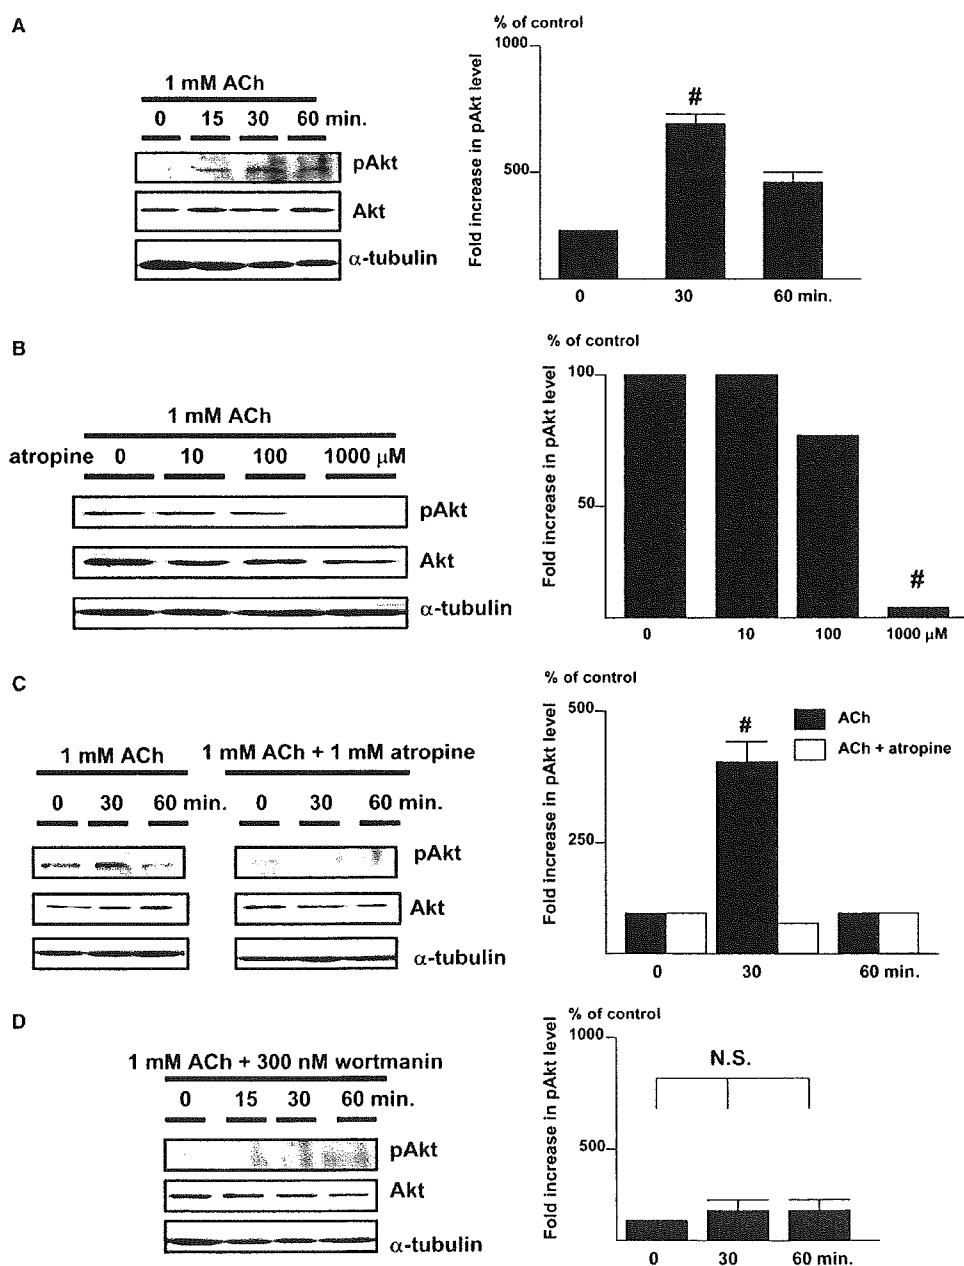 A
1 mM ACh
0 15 30 60 min.
pAkt
Akt
α-tubulin
% of control
1000
500
Fold increase in pAkt level
#
0 30 60 min.
B
1 mM ACh
atropine 0 10 100 1000 μM
pAkt
Akt
α-tubulin
% of control
100
50
Fold increase in pAkt level
#
0 10 100 1000 μM
C
1 mM ACh
0 30 60 min.
1 mM ACh + 1 mM atropine
0 30 60 min.
pAkt
Akt
α-tubulin
% of control
500
250
Fold increase in pAkt level
#
ACh
ACh + atropine
0 30 60 min.
D
1 mM ACh + 300 nM wortmanin
0 15 30 60 min.
pAkt
Akt
α-tubulin
% of control
1000
500
Fold increase in pAkt level
N.S.
0 30 60 min.